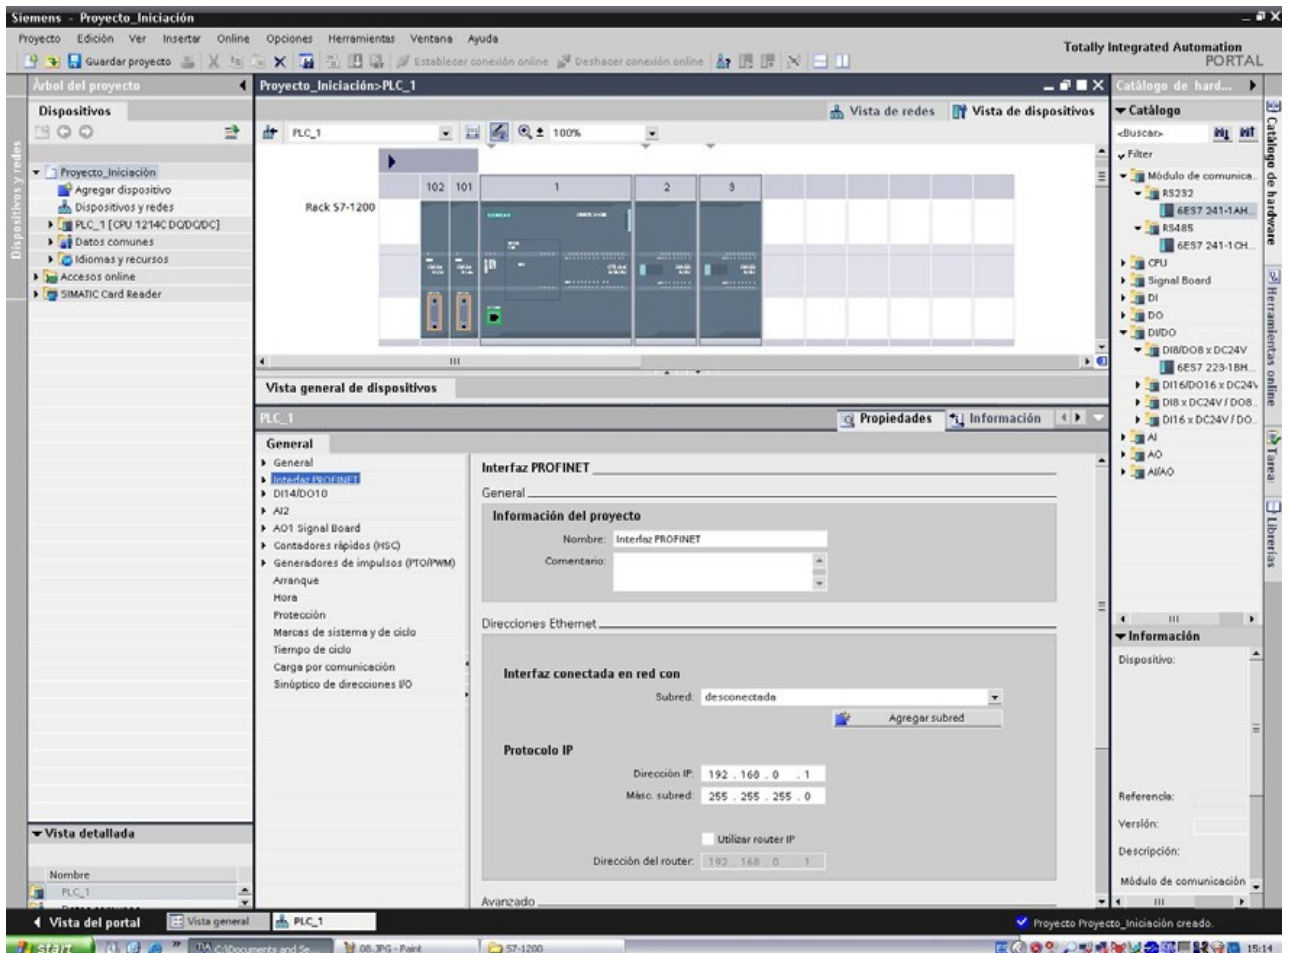 Siemens - Proyecto_Iniciación
Proyecto Edición Ver Insertar Online Opciones Herramientas Ventana Ayuda
Totally Integrated Automation
PORTAL
Guardar proyecto
Establecer conexión online
Deshacer conexión online
Árbol del proyecto
Proyecto_Iniciación>PLC_1
Catálogo de hard...
Dispositivos
Vista de redes
Vista de dispositivos
Catálogo
PLC_1
100%
<Buscar>
Filter
Dispositivos y redes
Proyecto_Iniciación
Agregar dispositivo
Dispositivos y redes
PLC_1 [CPU 1214C DC/DC/DC]
Datos comunes
Idiomas y recursos
Accesos online
SIMATIC Card Reader
102 101 1 2 3
Rack S7-1200
Módulo de comunica...
RS232
6ES7 241-1AH...
RS485
6ES7 241-1CH...
CPU
Signal Board
DI
DO
DI/DO
DI8/DO8 x DC24V
6ES7 223-1BH...
DI16/DO16 x DC24V
DI8 x DC24V / DO8...
DI16 x DC24V / DO...
AI
AO
AI/AO
Catálogo de hardware
Herramientas online
Tareas
Librerías
Vista general de dispositivos
PLC_1
Propiedades
Información
General
General
Interfaz PROFINET
DI14/DO10
AI2
AO1 Signal Board
Contadores rápidos (HSC)
Generadores de impulsos (PTO/PWM)
Arranque
Hora
Protección
Marcas de sistema y de ciclo
Tiempo de ciclo
Carga por comunicación
Sinóptico de direcciones I/O
Interfaz PROFINET
General
Información del proyecto
Nombre: Interfaz PROFINET
Comentario:
Direcciones Ethernet
Interfaz conectada en red con
Subred: desconectada
Agregar subred
Protocolo IP
Dirección IP: 192 . 168 . 0 . 1
Másc. subred: 255 . 255 . 255 . 0
Utilizar router IP
Dirección del router: 192 . 168 . 0 . 1
Avanzado
Información
Dispositivo:
Referencia:
Versión:
Descripción:
Módulo de comunicación
Vista detallada
Nombre
PLC_1
Vista del portal
Vista general
PLC_1
Proyecto Proyecto_Iniciación creado.
start
C:\Documents and Se...
08.JPG - Paint
S7-1200
ES
15:14